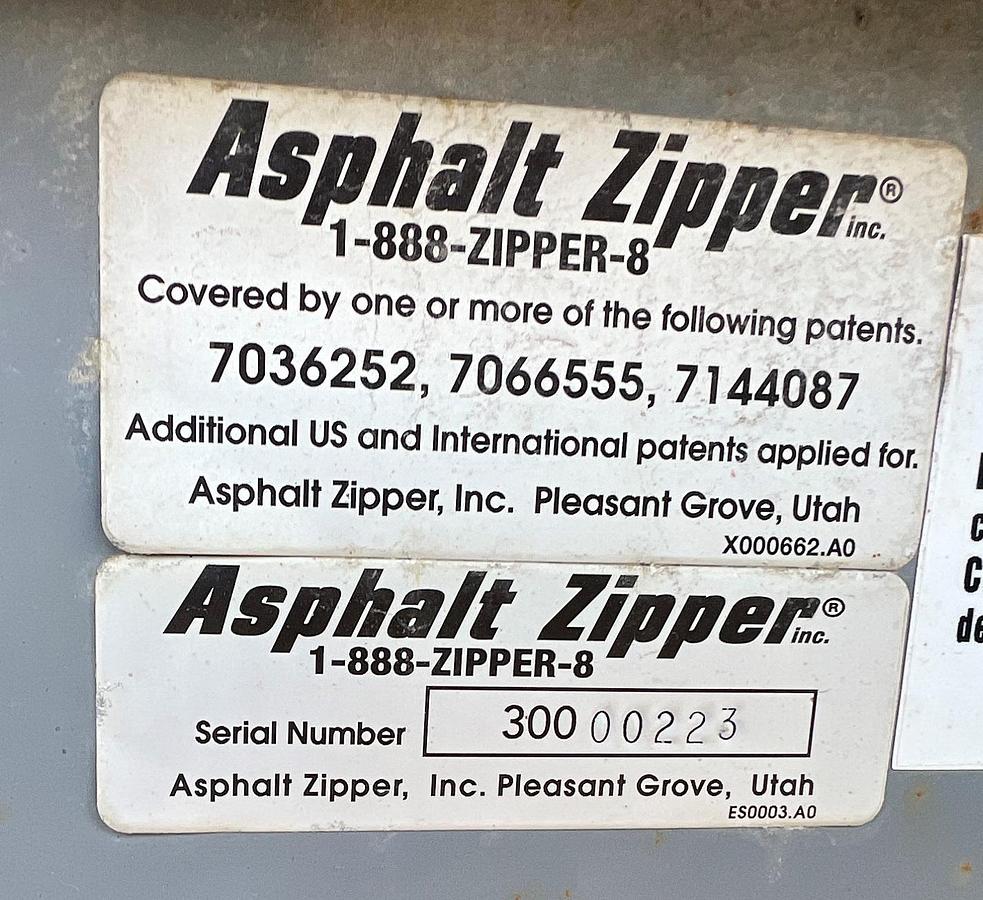 Asphalt Zipper®
inc.
1-888-ZIPPER-8
Covered by one or more of the following patents.
7036252, 7066555, 7144087
Additional US and International patents applied for.
Asphalt Zipper, Inc. Pleasant Grove, Utah
X000662.A0
Asphalt Zipper®
inc.
1-888-ZIPPER-8
Serial Number 300 00223
Asphalt Zipper, Inc. Pleasant Grove, Utah
ES0003.A0